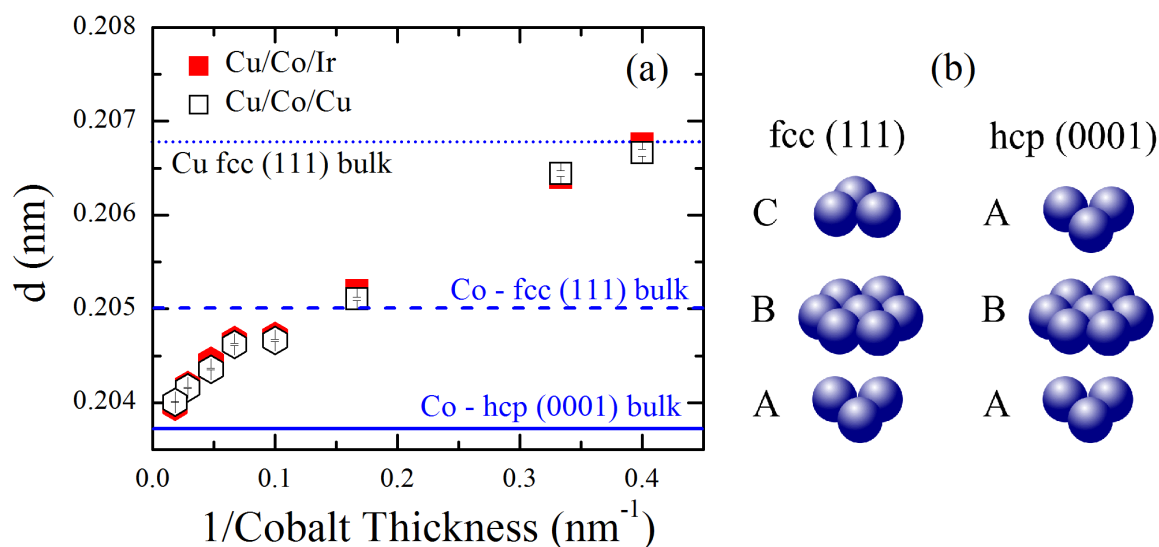 0.208
0.207
0.206
0.205
0.204
d (nm)
Cu/Co/Ir
Cu/Co/Cu
(a)
Cu fcc (111) bulk
Co - fcc (111) bulk
Co - hcp (0001) bulk
0.0 0.1 0.2 0.3 0.4
1/Cobalt Thickness (nm⁻¹)
(b)
fcc (111) hcp (0001)
C A
B B
A A